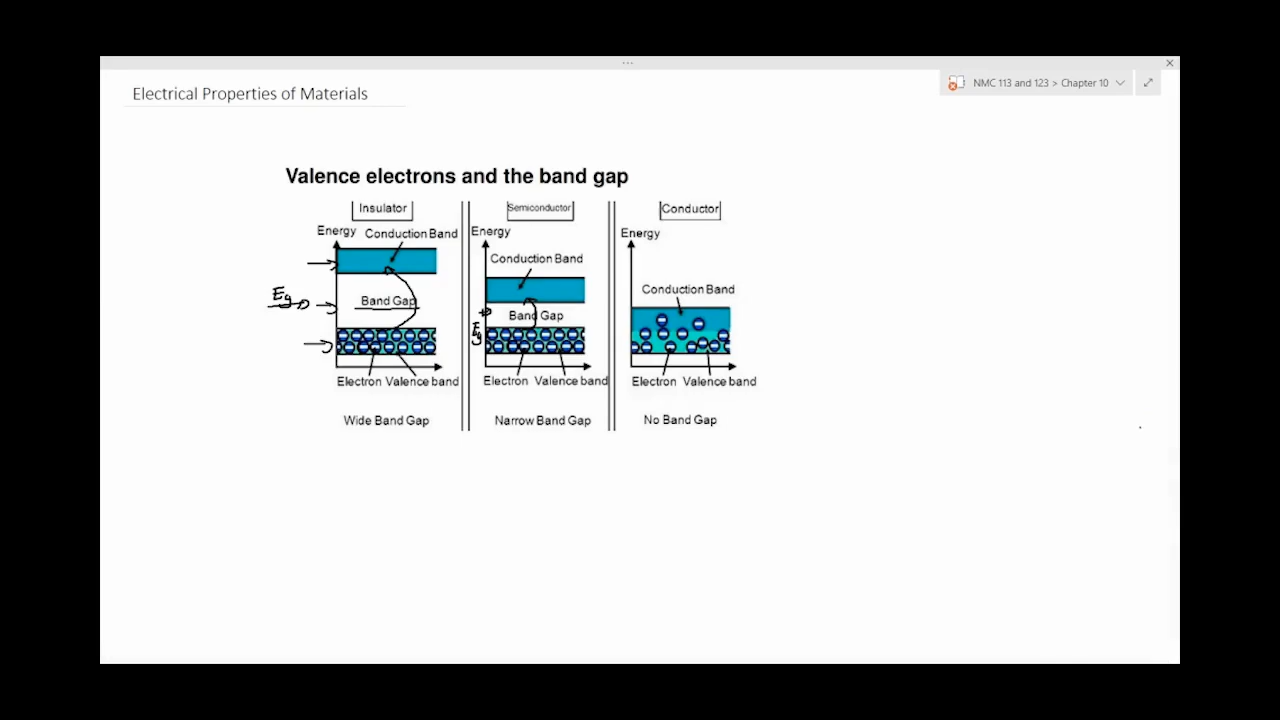 NMC 113 and 123 > Chapter 10
Electrical Properties of Materials
Valence electrons and the band gap
Insulator
Energy
Conduction Band
Eg
Band Gap
Electron Valence band
Wide Band Gap
Semiconductor
Energy
Conduction Band
Band Gap
Eg
Electron Valence band
Narrow Band Gap
Conductor
Energy
Conduction Band
Electron Valence band
No Band Gap